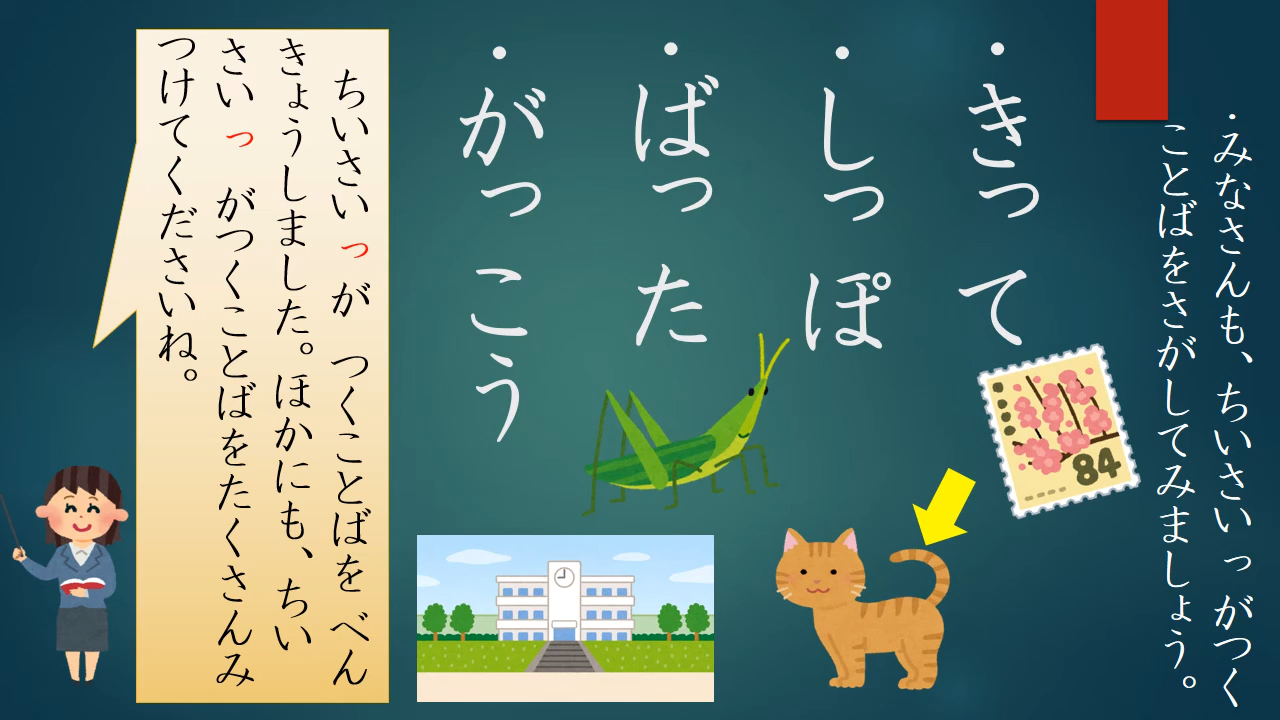 ・みなさんも、ちいさい っ がつく
ことばをさがしてみましょう。
・きって
・しっぽ
・ばった
・がっこう
84
ちいさい っ が つくことばを べん
きょうしました。ほかにも、ちい
さい っ がつくことばをたくさんみ
つけてくださいね。